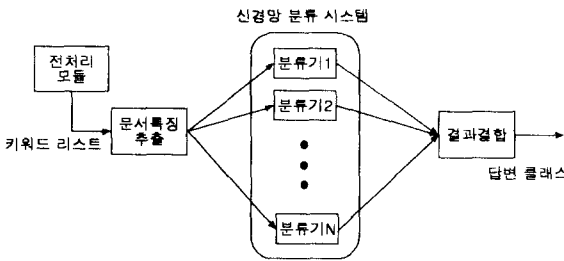 신경망 분류 시스템
전처리
모듈
분류기1
분류기2
문서특징
추출
키워드 리스트
결과결합
답변 클래스
분류기N